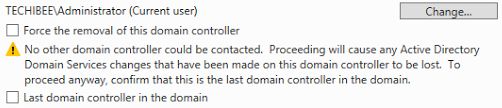 TECHIBEE\Administrator (Current user)
Change...
Force the removal of this domain controller
No other domain controller could be contacted. Proceeding will cause any Active Directory
Domain Services changes that have been made on this domain controller to be lost. To
proceed anyway, confirm that this is the last domain controller in the domain.
Last domain controller in the domain